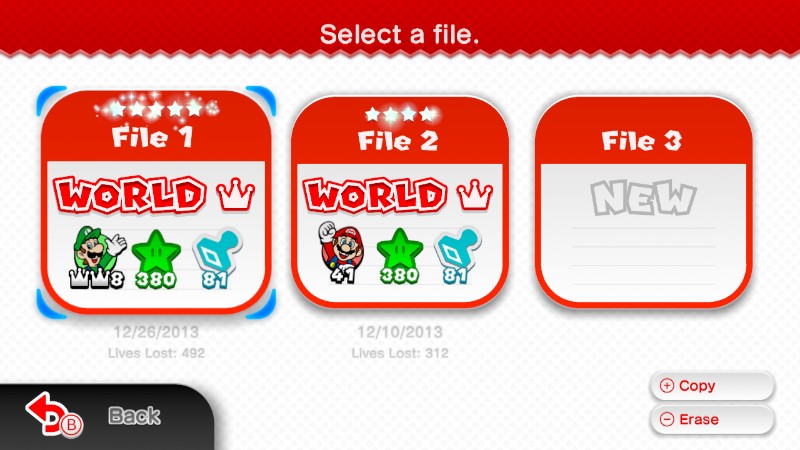 Select a file.
File 1
WORLD
8
380
81
12/26/2013
Lives Lost: 492
File 2
WORLD
41
380
81
12/10/2013
Lives Lost: 312
File 3
NEW
B
Back
+ Copy
− Erase